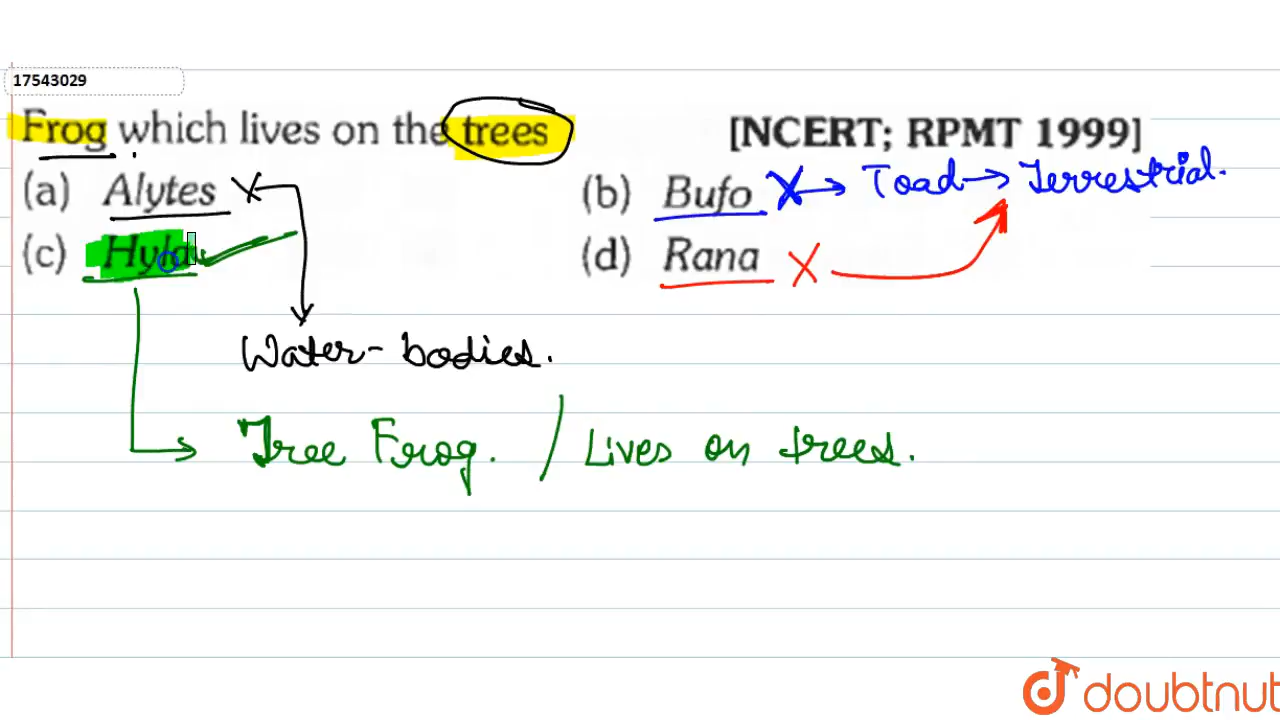 17543029
Frog which lives on the trees [NCERT; RPMT 1999]
(a) Alytes X (b) Bufo X → Toad → Terrestrial.
(c) Hyla (d) Rana X
Water-bodies.
Tree Frog. / Lives on trees.
doubtnut